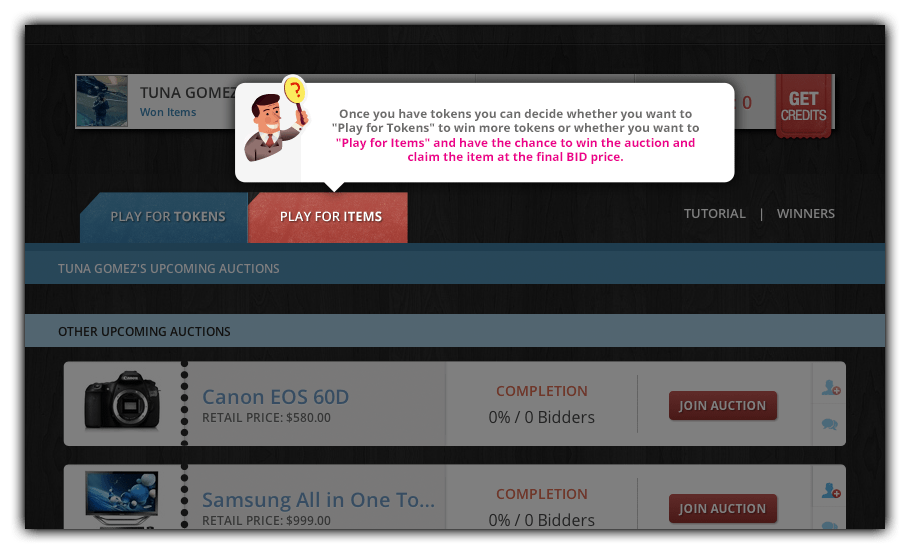 TUNA GOMEZ
Won Items
0
GET
CREDITS
?
Once you have tokens you can decide whether you want to
"Play for Tokens" to win more tokens or whether you want to
"Play for Items" and have the chance to win the auction and
claim the item at the final BID price.
PLAY FOR TOKENS
PLAY FOR ITEMS
TUTORIAL | WINNERS
TUNA GOMEZ'S UPCOMING AUCTIONS
OTHER UPCOMING AUCTIONS
Canon EOS 60D
RETAIL PRICE: $580.00
COMPLETION
0% / 0 Bidders
JOIN AUCTION
Samsung All in One To...
RETAIL PRICE: $999.00
COMPLETION
0% / 0 Bidders
JOIN AUCTION